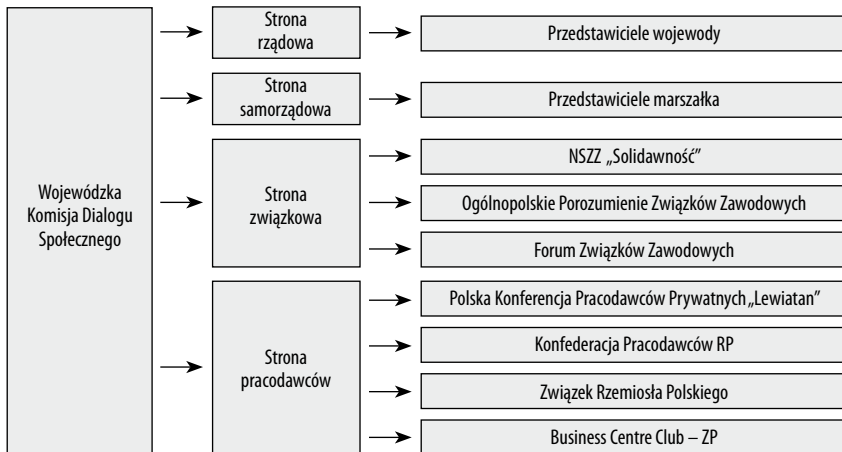 Wojewódzka
Komisja Dialogu
Społecznego
Strona
rządowa
Przedstawiciele wojewody
Strona
samorządowa
Przedstawiciele marszałka
Strona
związkowa
NSZZ „Solidawność”
Ogólnopolskie Porozumienie Związków Zawodowych
Forum Związków Zawodowych
Strona
pracodawców
Polska Konferencja Pracodawców Prywatnych „Lewiatan”
Konfederacja Pracodawców RP
Związek Rzemiosła Polskiego
Business Centre Club – ZP